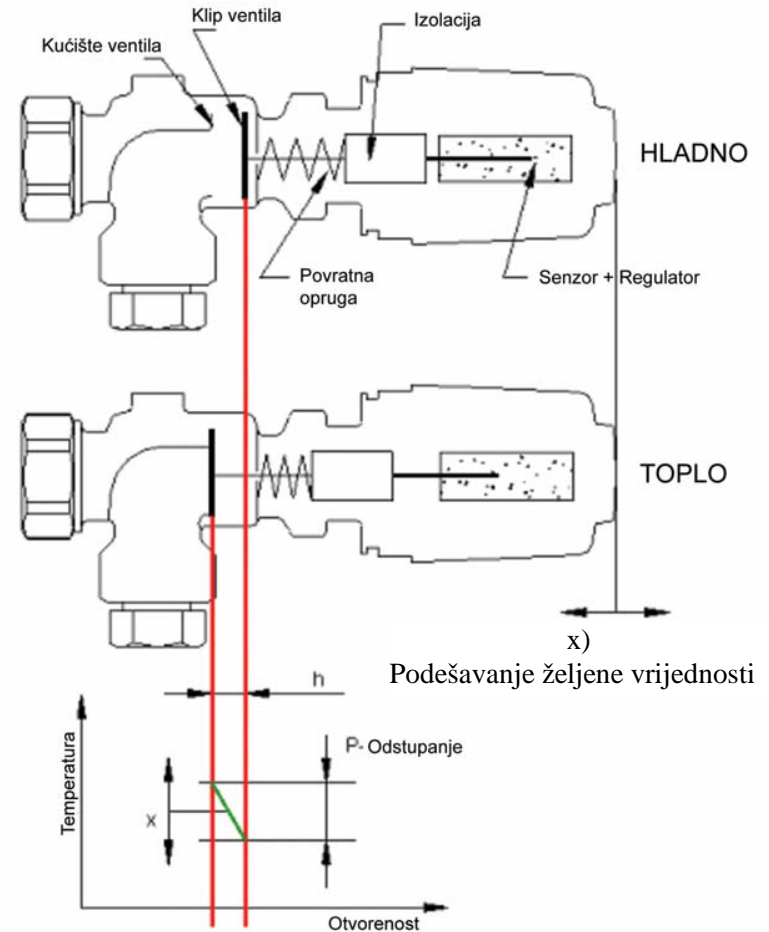 Klip ventila
Izolacija
Kućište ventila
HLADNO
Povratna
opruga
Senzor + Regulator
TOPLO
x)
Podešavanje željene vrijednosti
h
P- Odstupanje
Temperatura
x
Otvorenost